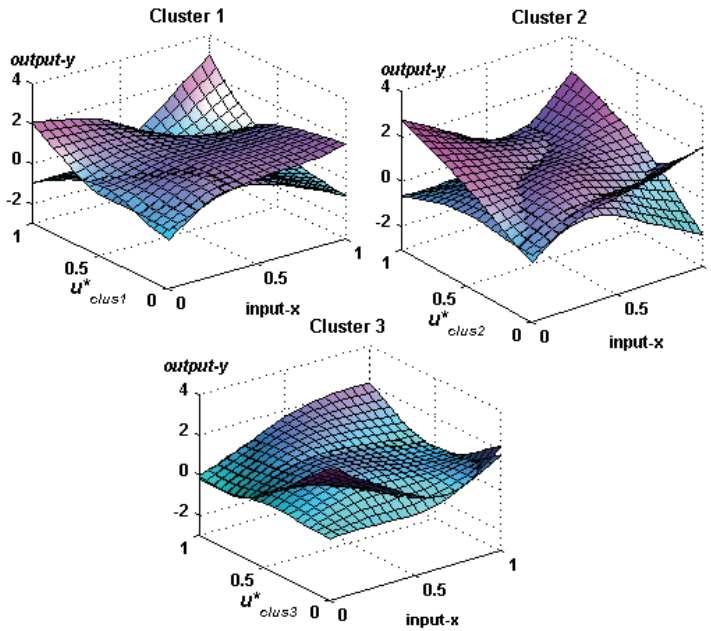 Cluster 1
output-y
4
2
0
-2
1
0.5
0
u*clus1
0
0.5
1
input-x
Cluster 2
output-y
4
2
0
-2
1
0.5
0
u*clus2
0
0.5
1
input-x
Cluster 3
output-y
4
2
0
-2
1
0.5
0
u*clus3
0
0.5
1
input-x